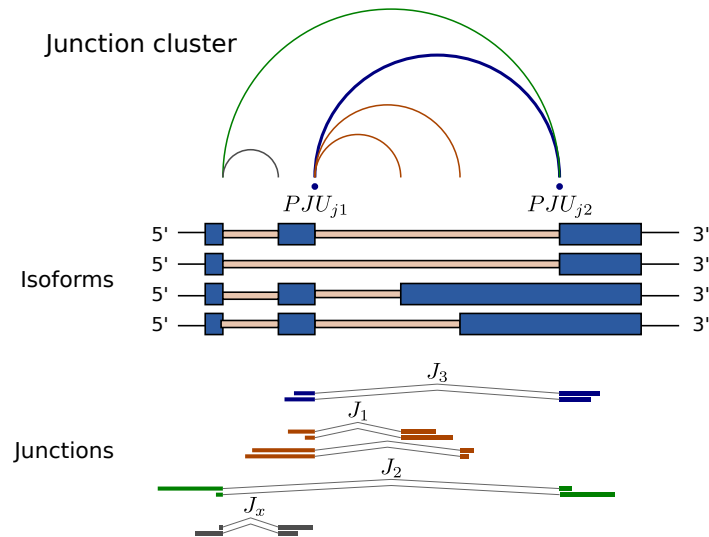 Junction cluster
$PJU_{j1}$ $PJU_{j2}$
5' 3'
5' 3'
Isoforms
5' 3'
5' 3'
$J_3$
$J_1$
Junctions
$J_2$
$J_x$